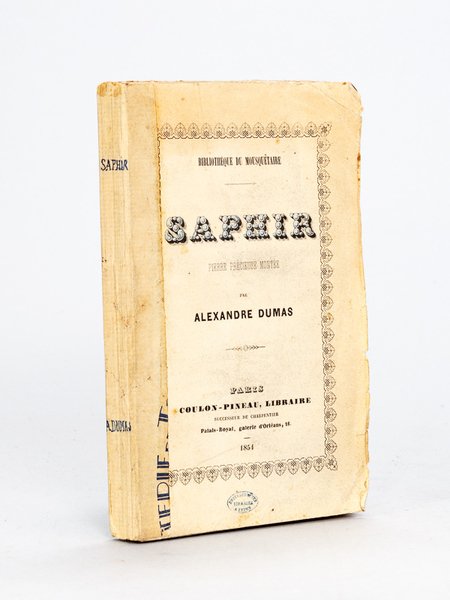 BIBLIOTHÈQUE DU MOUSQUETAIRE
SAPHIR
PIERRE PRÉCIEUSE MONTÉE
PAR
ALEXANDRE DUMAS
PARIS
COULON-PINEAU, LIBRAIRE
SUCCESSEUR DE CHARPENTIER
Palais-Royal, galerie d'Orléans,
1854
SAPHIR
A DUMAS